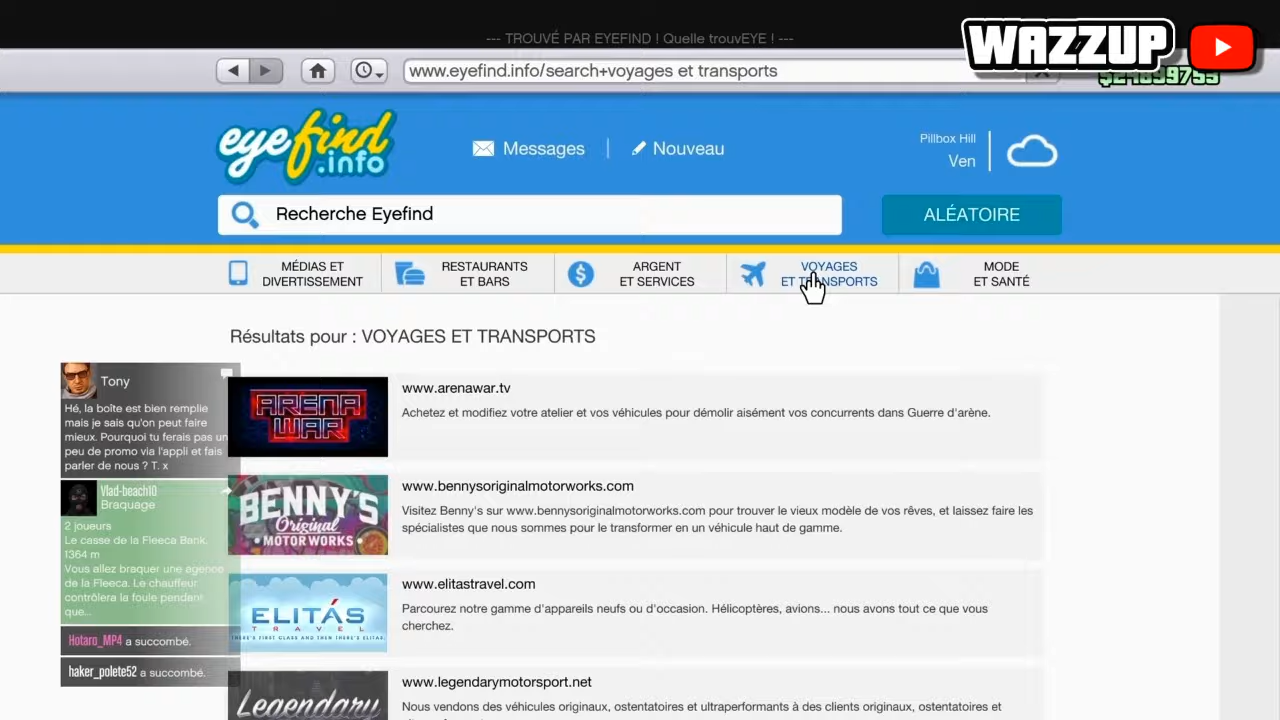 --- TROUVÉ PAR EYEFIND ! Quelle trouvEYE ! ---
WAZZUP
www.eyefind.info/search+voyages et transports
$24899755
eyefind
.info
Messages
Nouveau
Pillbox Hill
Ven
Recherche Eyefind
ALÉATOIRE
MÉDIAS ET
DIVERTISSEMENT
RESTAURANTS
ET BARS
ARGENT
ET SERVICES
VOYAGES
ET TRANSPORTS
MODE
ET SANTÉ
Résultats pour : VOYAGES ET TRANSPORTS
Tony
Hé, la boîte est bien remplie
mais je sais qu'on peut faire
mieux. Pourquoi tu ferais pas un
peu de promo via l'appli et fais
parler de nous ? T. x
Vlad-beach10
Braquage
2 joueurs
Le casse de la Fleeca Bank.
1364 m
Vous allez braquer une agence
de la Fleeca. Le chauffeur
contrôlera la foule pendant
que...
Hotaro_MP4 a succombé.
haker_polete52 a succombé.
ARENA
WAR
www.arenawar.tv
Achetez et modifiez votre atelier et vos véhicules pour démolir aisément vos concurrents dans Guerre d'arène.
BENNY'S
Original
MOTOR WORKS
www.bennysoriginalmotorworks.com
Visitez Benny's sur www.bennysoriginalmotorworks.com pour trouver le vieux modèle de vos rêves, et laissez faire les
spécialistes que nous sommes pour le transformer en un véhicule haut de gamme.
ELITÁS
TRAVEL
THERE'S FIRST CLASS AND THEN THERE'S ELITAS.
www.elitastravel.com
Parcourez notre gamme d'appareils neufs ou d'occasion. Hélicoptères, avions... nous avons tout ce que vous
cherchez.
Legendary
www.legendarymotorsport.net
Nous vendons des véhicules originaux, ostentatoires et ultraperformants à des clients originaux, ostentatoires et